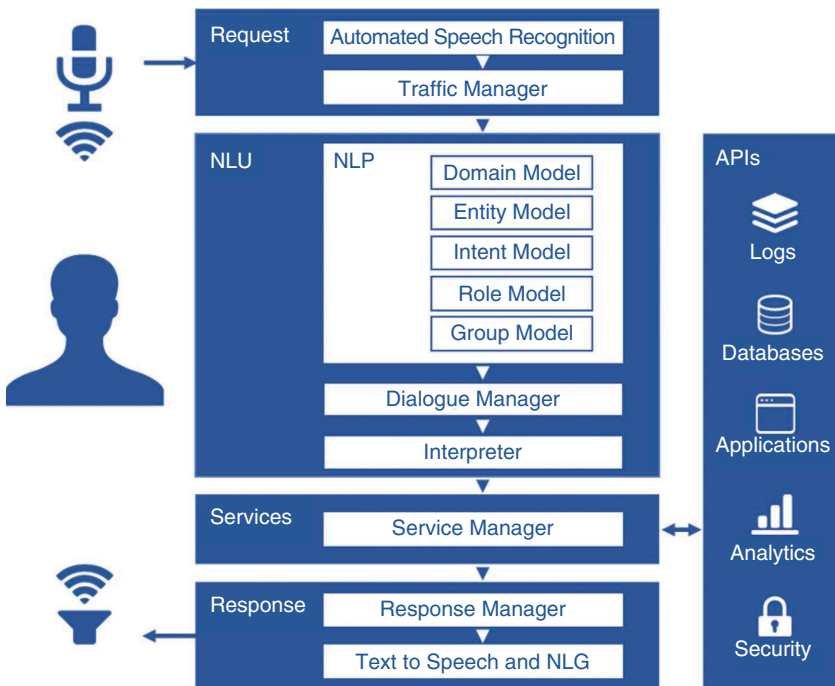 Request
Automated Speech Recognition
Traffic Manager
NLU
NLP
Domain Model
Entity Model
Intent Model
Role Model
Group Model
Dialogue Manager
Interpreter
Services
Service Manager
Response
Response Manager
Text to Speech and NLG
APIs
Logs
Databases
Applications
Analytics
Security